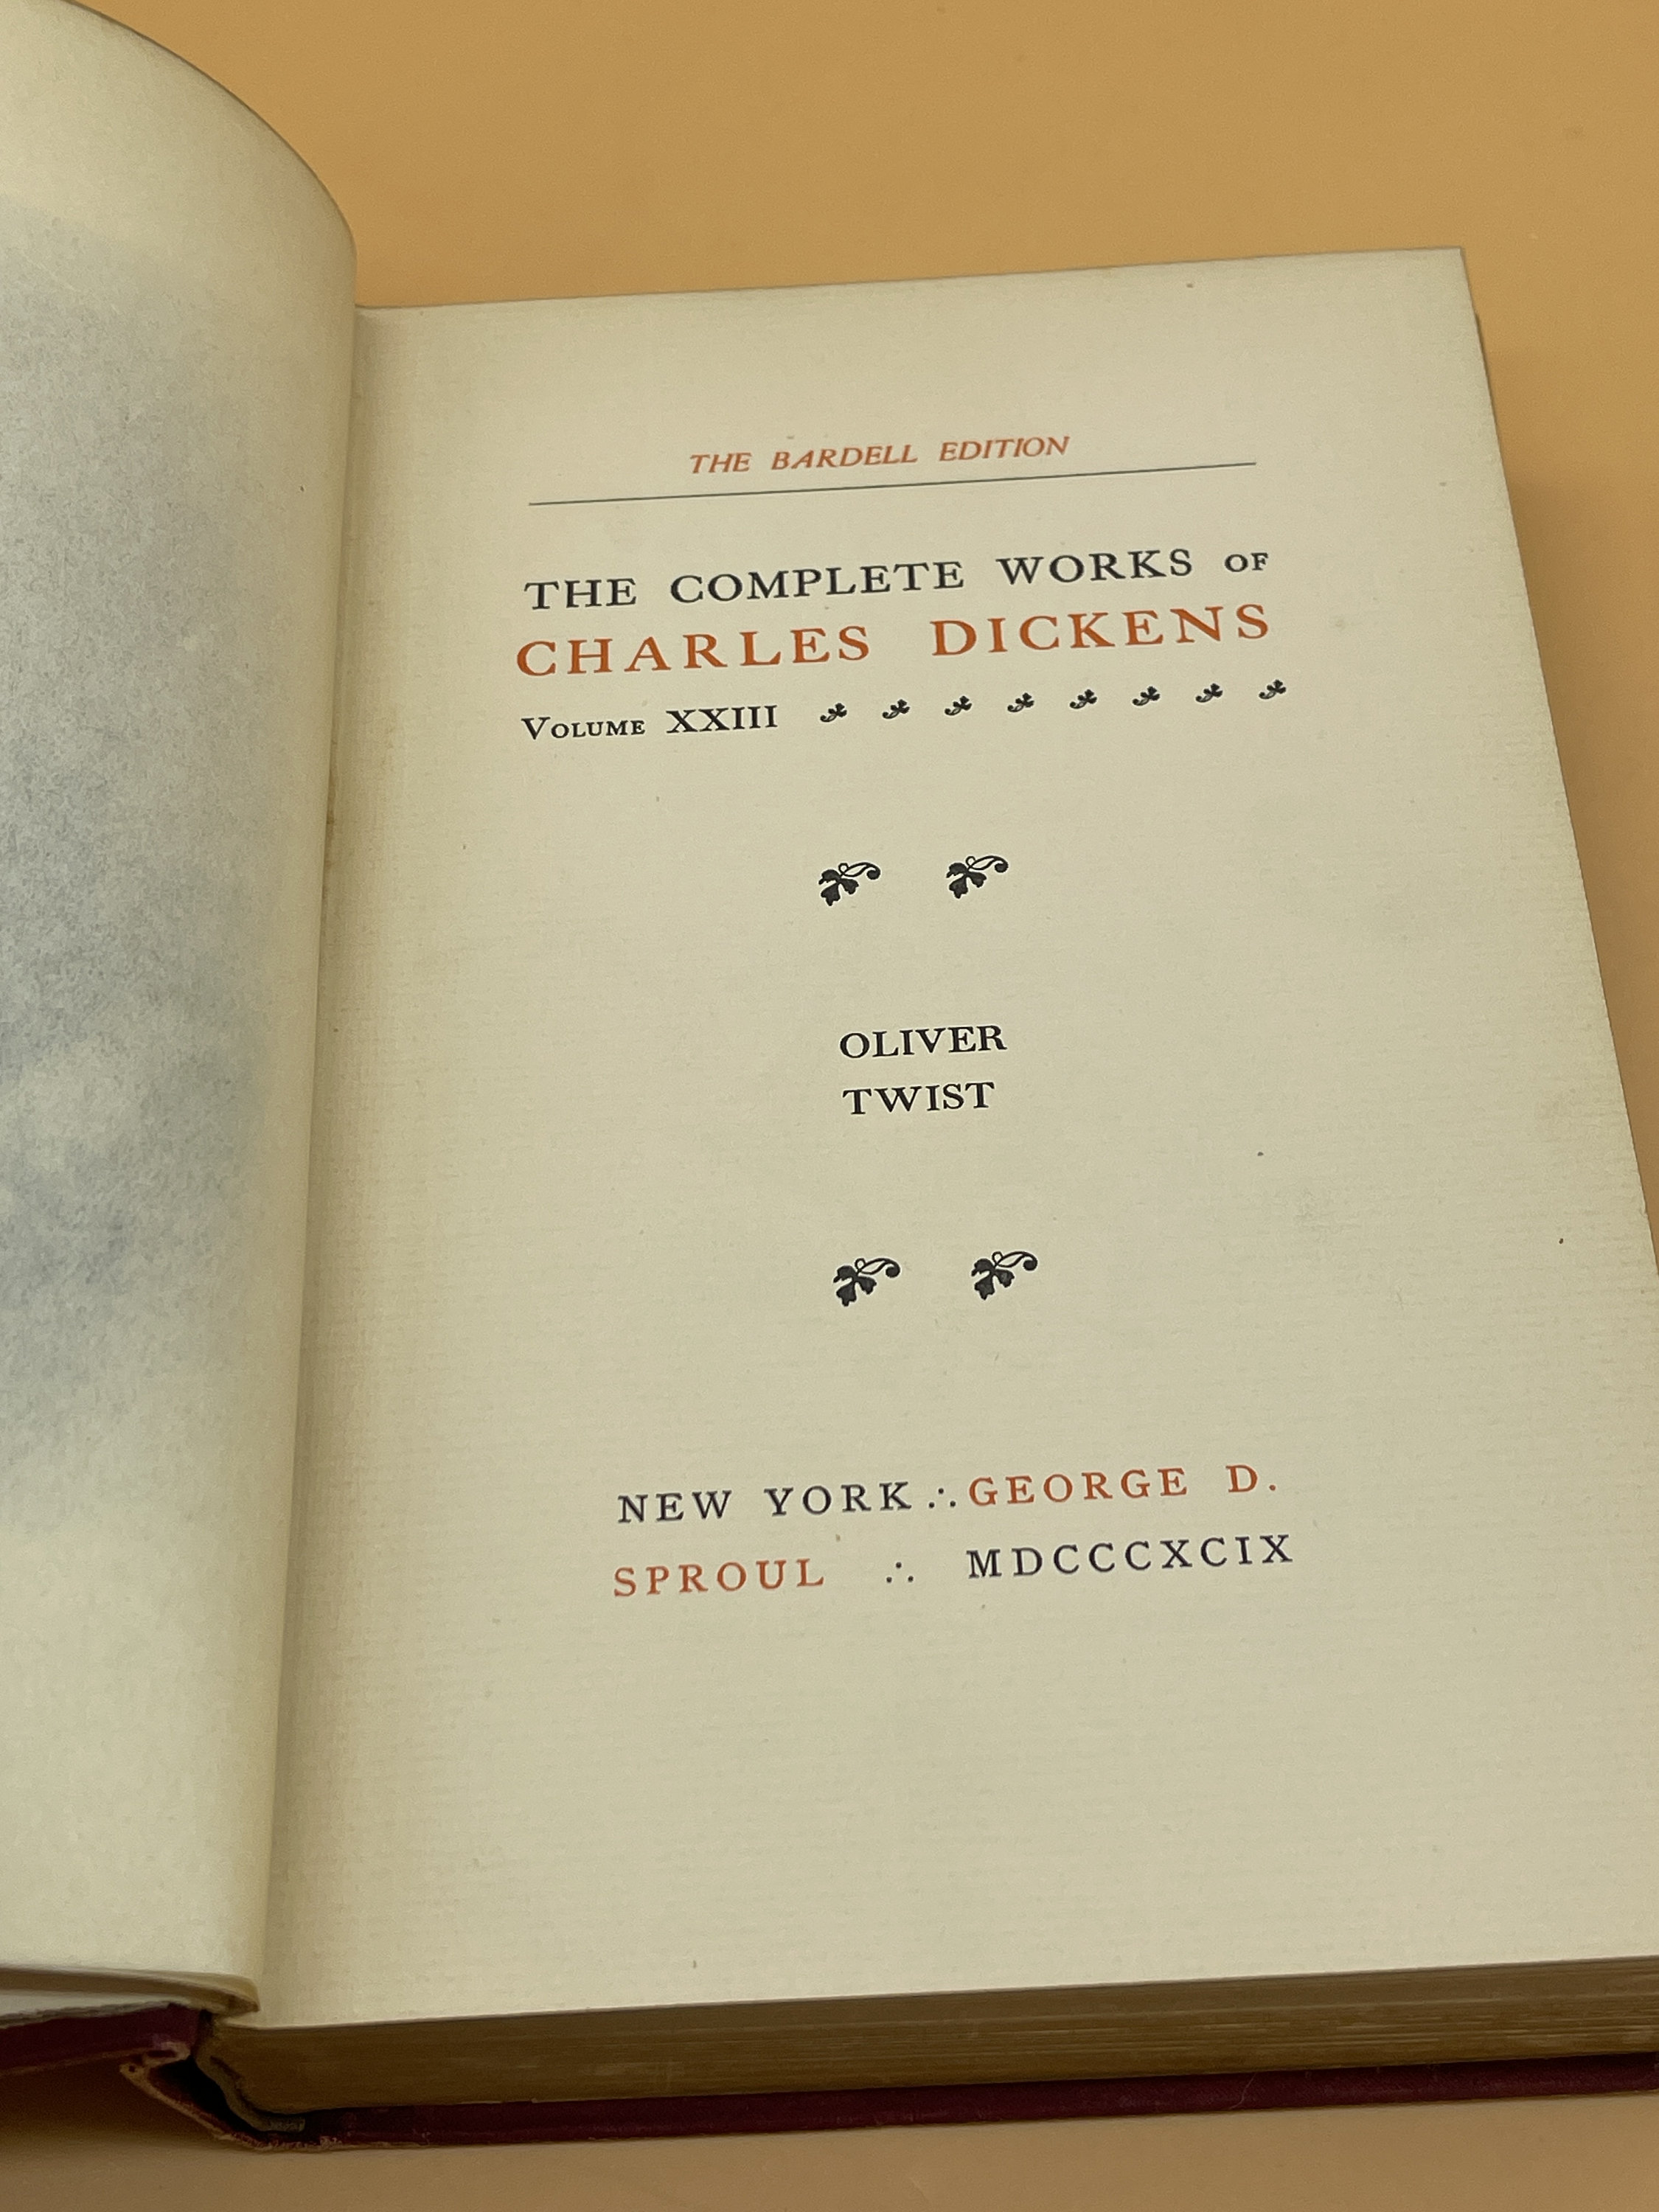 THE BARDELL EDITION
THE COMPLETE WORKS OF
CHARLES DICKENS
VOLUME XXIII
OLIVER
TWIST
NEW YORK ∴ GEORGE D.
SPROUL ∴ MDCCCXCIX